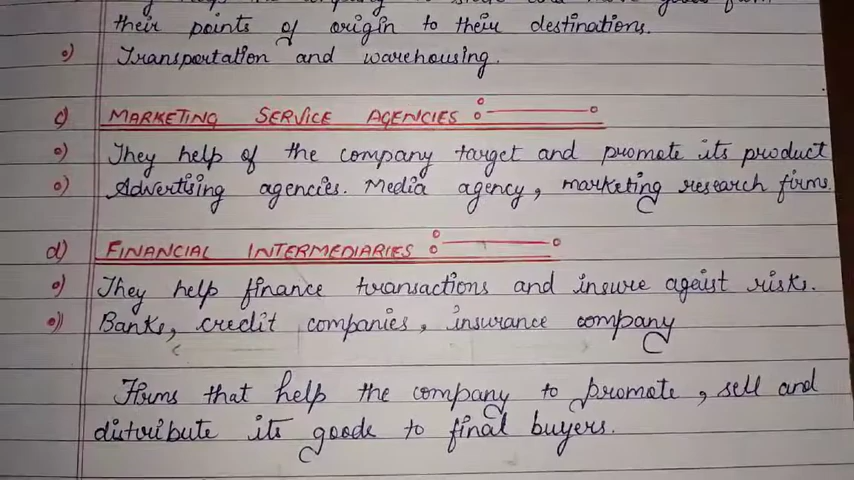 their points of origin to their destinations.
o) Transportation and warehousing.
c) MARKETING SERVICE AGENCIES
o) They help of the company target and promote its product
o) Advertising agencies. Media agency, marketing research firms.
d) FINANCIAL INTERMEDIARIES
o) They help finance transactions and insure ageist risks.
o) Banks, credit companies, insurance company
Firms that help the company to promote, sell and
distribute its goods to final buyers.